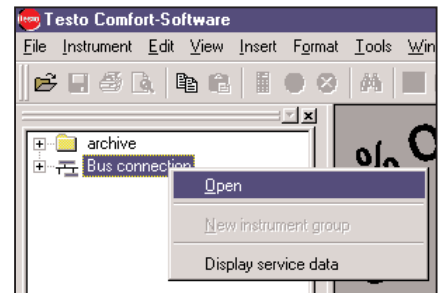 Testo Comfort-Software
File Instrument Edit View Insert Format Tools Win
archive
Bus connection
Open
New instrument group
Display service data
% C